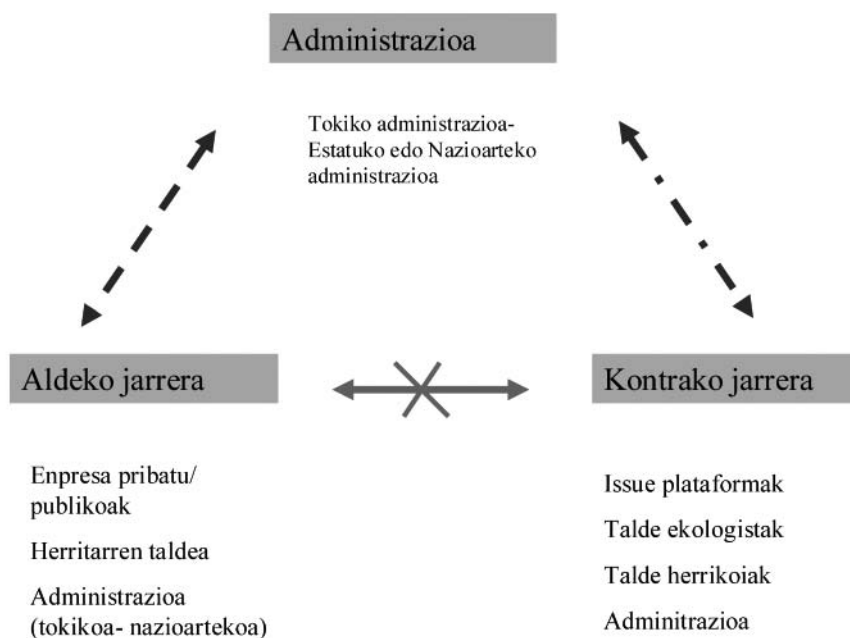 Administrazioa
Tokiko administrazioa-
Estatuko edo Nazioarteko
administrazioa
Aldeko jarrera
Kontrako jarrera
Enpresa pribatu/
publikoak
Herritarren taldea
Administrazioa
(tokikoa- nazioartekoa)
Issue plataformak
Talde ekologistak
Talde herrikoiak
Adminitrazioa